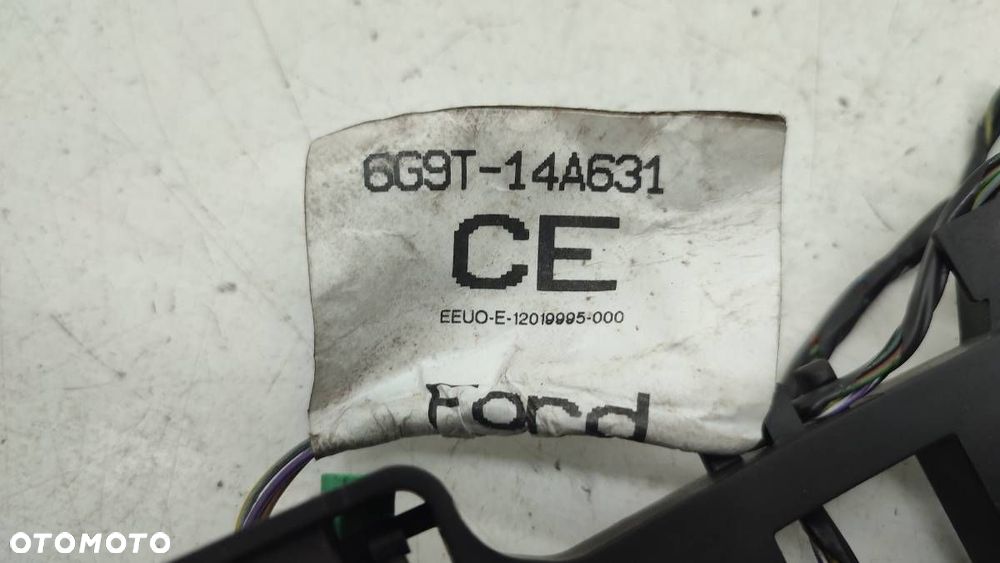 6G9T-14A631
CE
EEUO-E-12019995-000
Ford
OTOMOTO